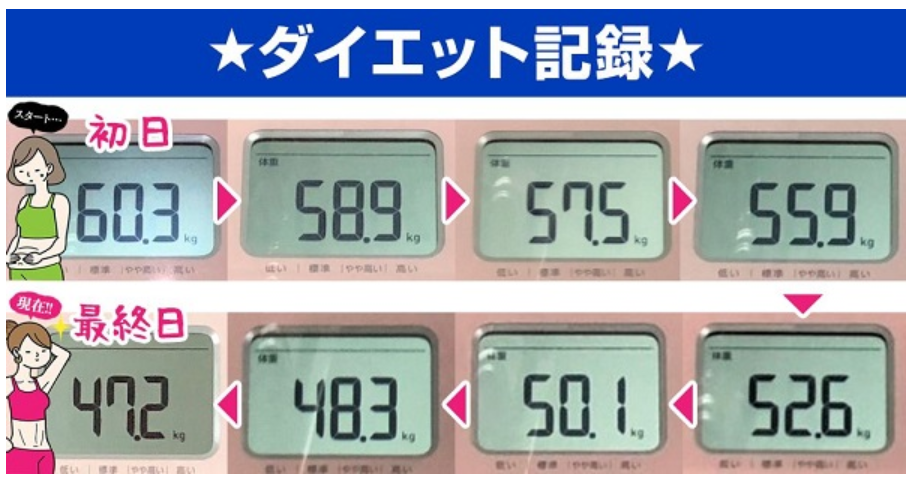 ★ダイエット記録★
スタート…
初日
60.3 kg
標準 |やや高い| 高い
体重
58.9 kg
低い | 標準 |やや高い| 高い
体重
57.5 kg
低い | 標準 |やや高い| 高い
体重
55.9 kg
低い | 標準 |やや高い| 高い
現在!!
最終日
47.2 kg
低い | 標準 |やや高い| 高い
体重
48.3 kg
低い | 標準 |やや高い| 高い
体重
50.1 kg
低い | 標準 |やや高い| 高い
体重
52.6 kg
低い | 標準 |やや高い| 高い